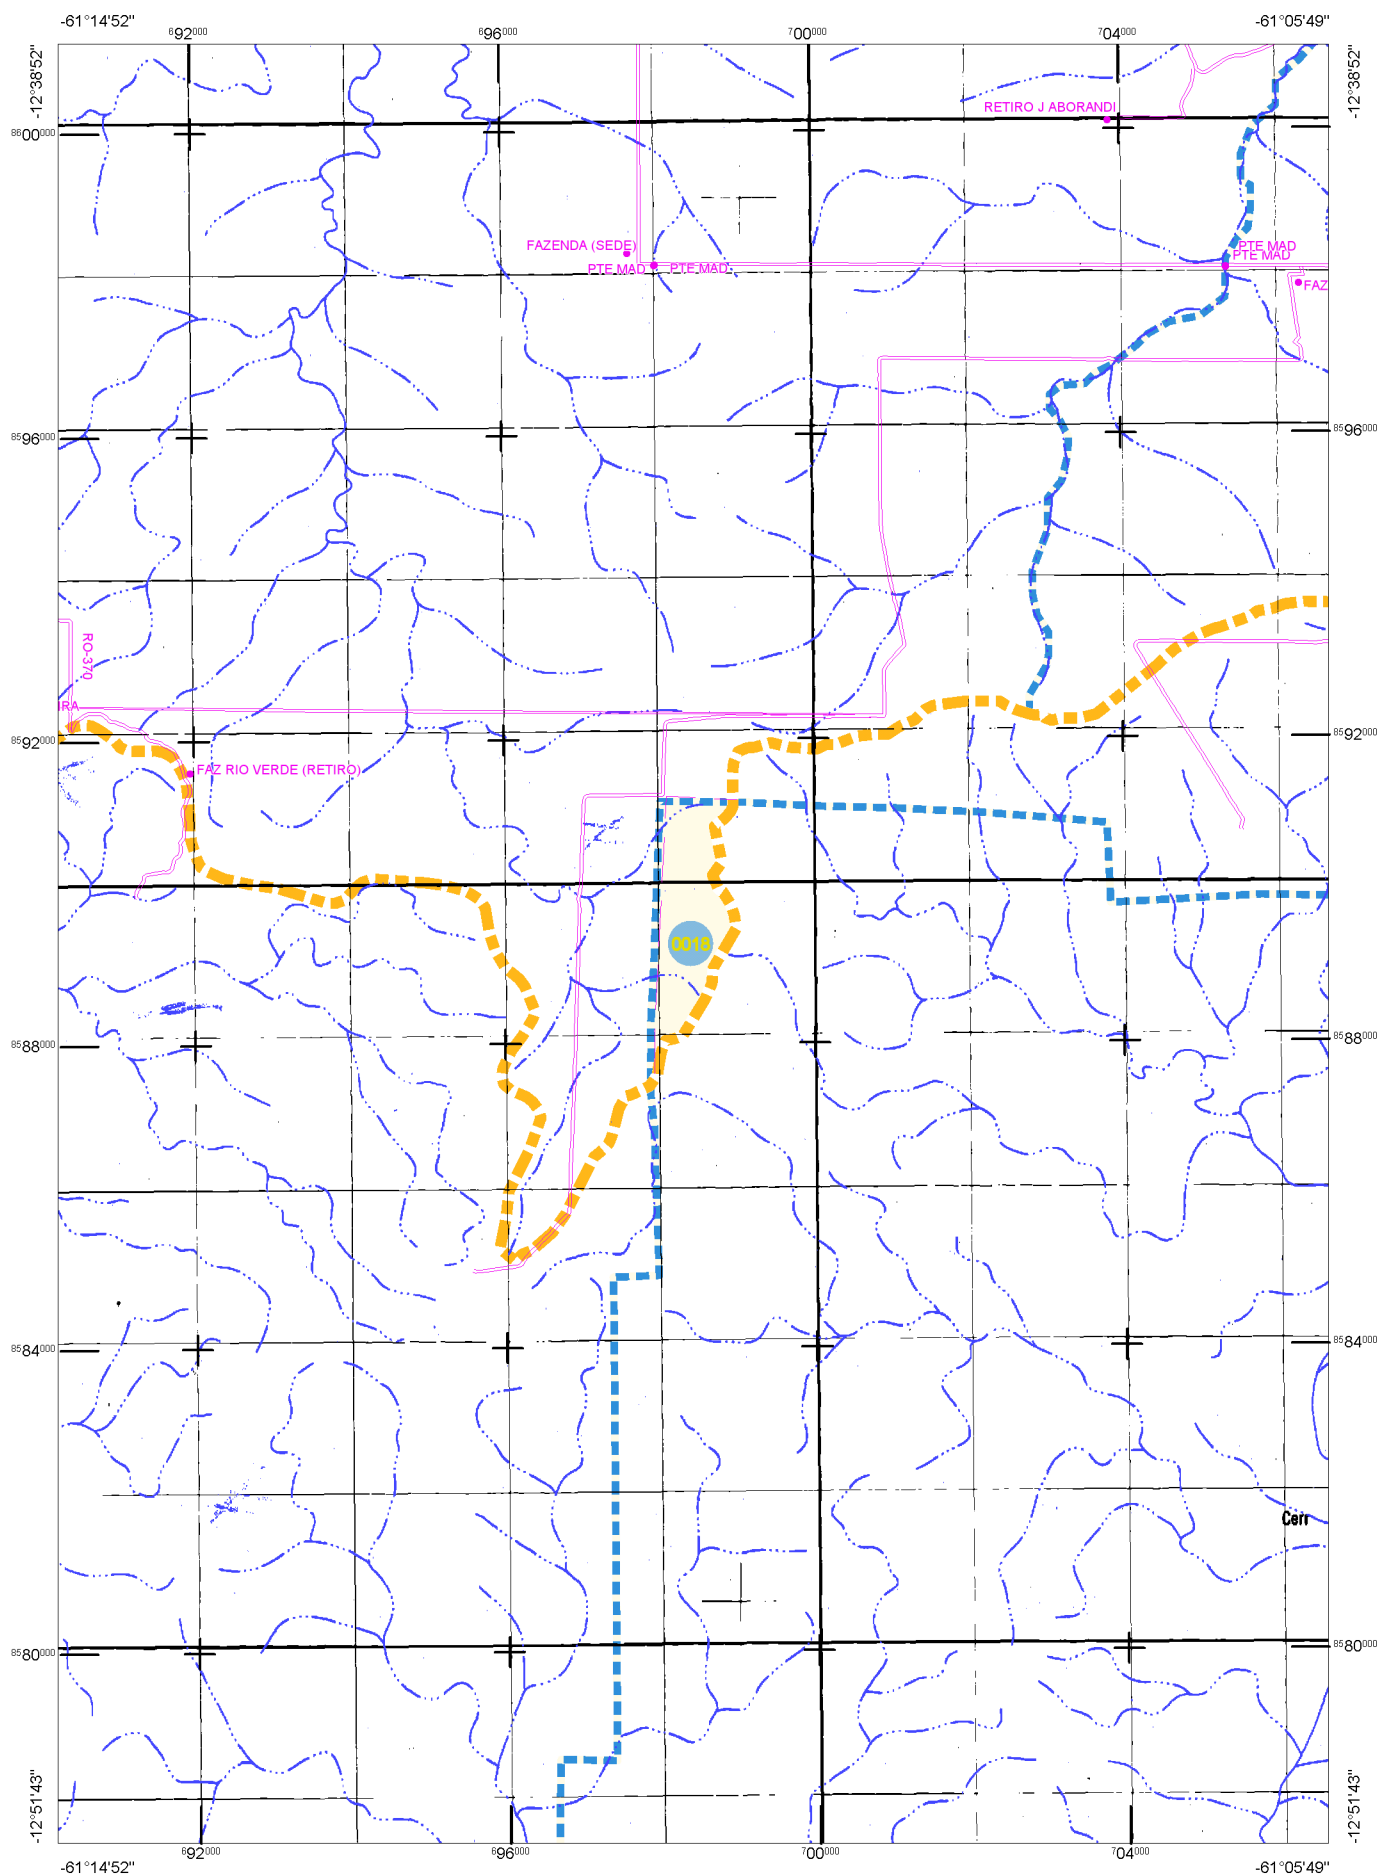 -61°14'52" -61°05'49"
692000 696000 700000 704000
-12°38'52" -12°38'52"
RETIRO J ABORANDI
8600000
FAZENDA (SEDE)
PTE MAD
PTE MAD PTE MAD
PTE MAD
FAZ
8596000 8596000
RO-370
IRA
8592000 8592000
FAZ RIO VERDE (RETIRO)
0018
8588000 8588000
8584000 8584000
Cerr
8580000 8580000
-12°51'43" -12°51'43"
692000 696000 700000 704000
-61°14'52" -61°05'49"